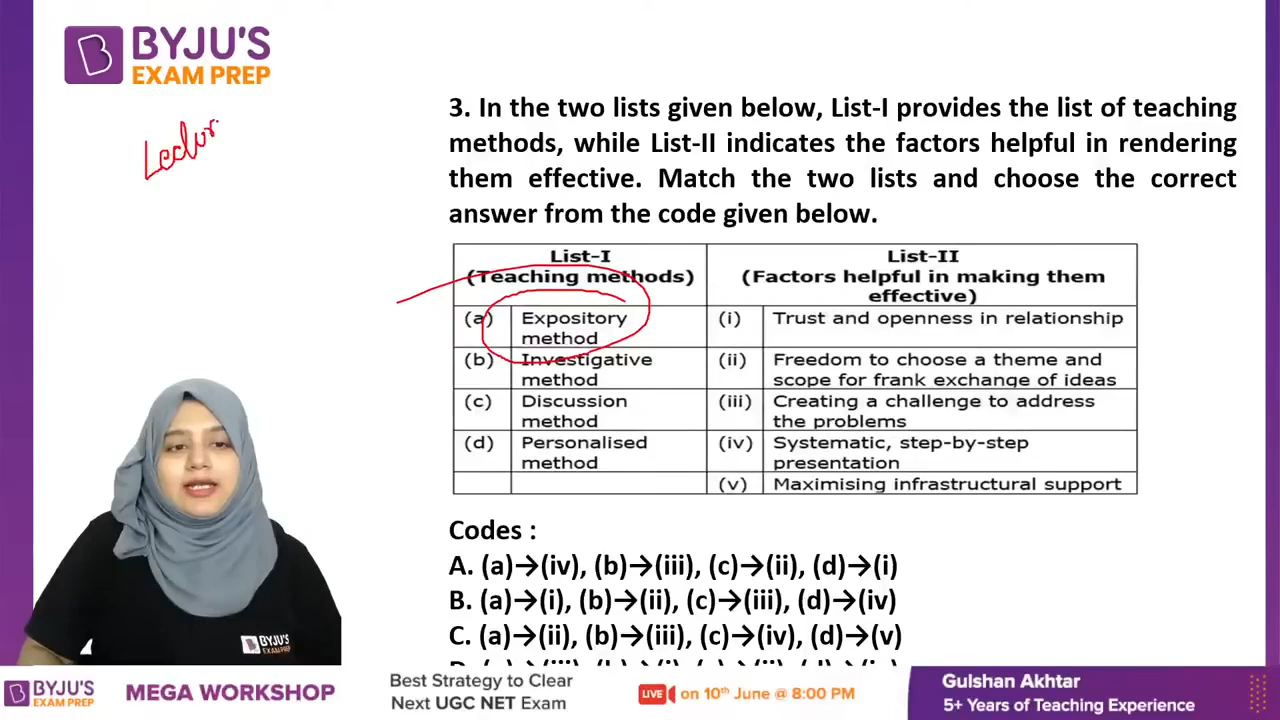 BYJU'S
EXAM PREP
3. In the two lists given below, List-I provides the list of teaching
methods, while List-II indicates the factors helpful in rendering
them effective. Match the two lists and choose the correct
answer from the code given below.
List-I
(Teaching methods)
List-II
(Factors helpful in making them
effective)
(a) Expository
method
(i) Trust and openness in relationship
(b) Investigative
method
(ii) Freedom to choose a theme and
scope for frank exchange of ideas
(c) Discussion
method
(iii) Creating a challenge to address
the problems
(d) Personalised
method
(iv) Systematic, step-by-step
presentation
(v) Maximising infrastructural support
Codes :
A. (a)→(iv), (b)→(iii), (c)→(ii), (d)→(i)
B. (a)→(i), (b)→(ii), (c)→(iii), (d)→(iv)
C. (a)→(ii), (b)→(iii), (c)→(iv), (d)→(v)
BYJU'S
EXAM PREP
BYJU'S
EXAM PREP
MEGA WORKSHOP
Best Strategy to Clear
Next UGC NET Exam
LIVE on 10th June @ 8:00 PM
Gulshan Akhtar
5+ Years of Teaching Experience